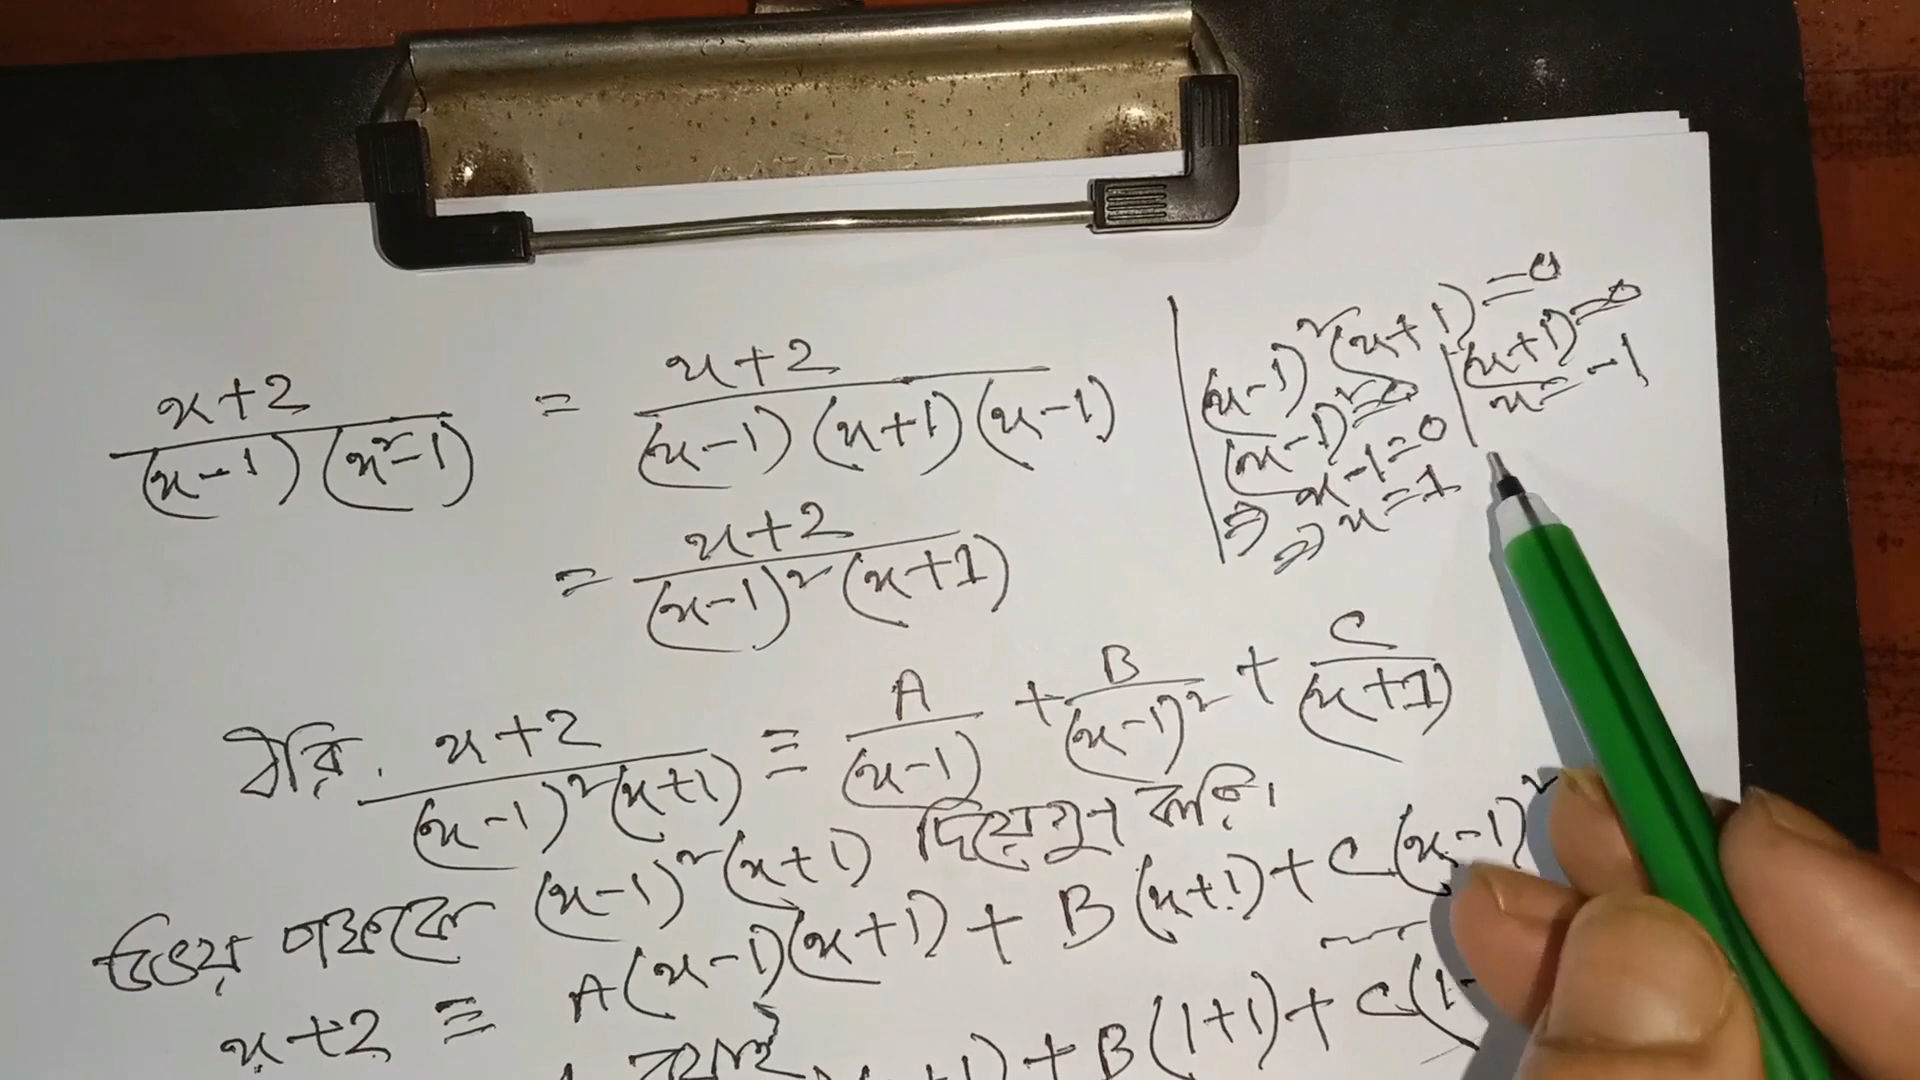 (x+2)/((x-1)(x²-1)) = (x+2)/((x-1)(x+1)(x-1))
= (x+2)/((x-1)²(x+1))
(x-1)²(x+1)=0
(x-1)²=0 | (x+1)=0
⇒ x-1=0 | x=-1
⇒ x=1
ধরি, (x+2)/((x-1)²(x+1)) ≡ A/(x-1) + B/(x-1)² + C/(x+1)
উভয় পক্ষকে (x-1)²(x+1) দিয়ে গুণ করি।
x+2 ≡ A(x-1)(x+1) + B(x+1) + C(x-1)²
+1) + B(1+1) + C(1-